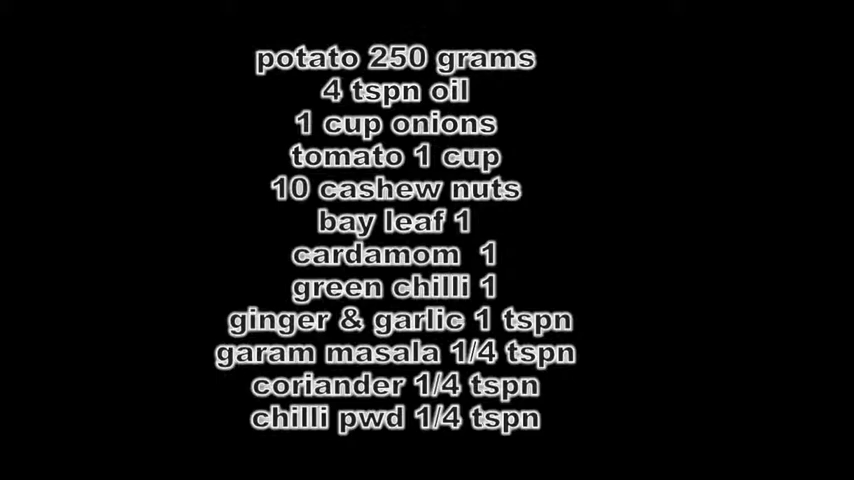 potato 250 grams
4 tspn oil
1 cup onions
tomato 1 cup
10 cashew nuts
bay leaf 1
cardamom  1
green chilli 1
ginger & garlic 1 tspn
garam masala 1/4 tspn
coriander 1/4 tspn
chilli pwd 1/4 tspn